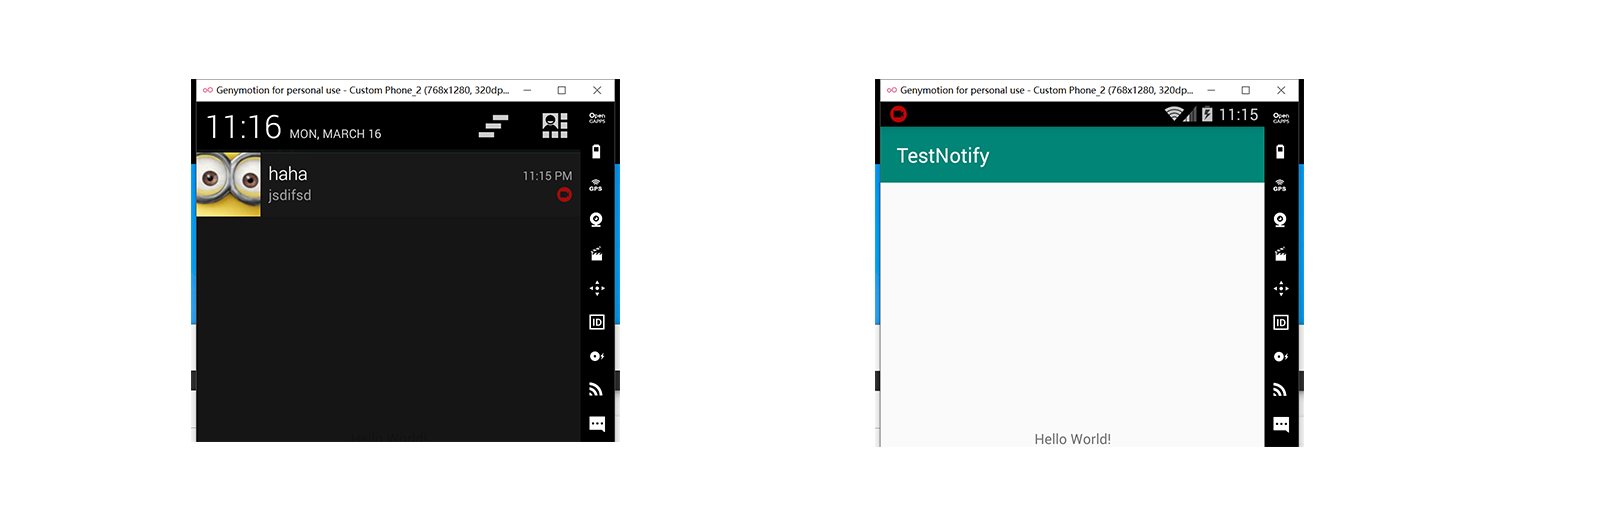 Genymotion for personal use - Custom Phone_2 (768x1280, 320dp...
11:16 MON, MARCH 16
Open
GAPPS
haha
11:15 PM
jsdifsd
GPS
ID
Genymotion for personal use - Custom Phone_2 (768x1280, 320dp...
11:15
Open
GAPPS
TestNotify
GPS
ID
Hello World!